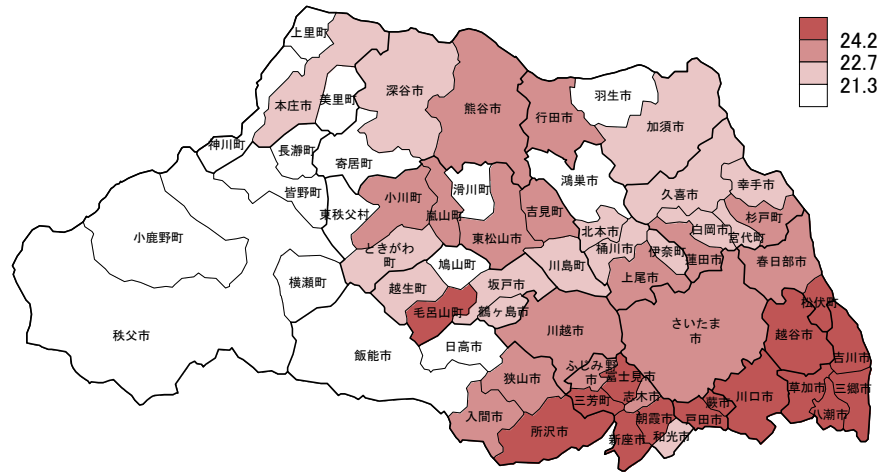 上里町
24.2
22.7
21.3
深谷市
羽生市
本庄市
美里町
熊谷市
行田市
加須市
神川町
長瀞町
寄居町
鴻巣市
皆野町
小川町
滑川町
久喜市
幸手市
東秩父村
嵐山町
吉見町
杉戸町
小鹿野町
東松山市
北本市
白岡市
宮代町
ときがわ
町
鳩山町
川島町
桶川市
伊奈町
蓮田市
春日部市
横瀬町
越生町
坂戸市
上尾市
毛呂山町
鶴ヶ島市
松伏町
秩父市
川越市
さいたま
市
越谷市
飯能市
日高市
吉川市
狭山市
ふじみ野
市
富士見市
志木市
川口市
草加市
三郷市
入間市
三芳町
蕨市
八潮市
所沢市
朝霞市
戸田市
新座市
和光市